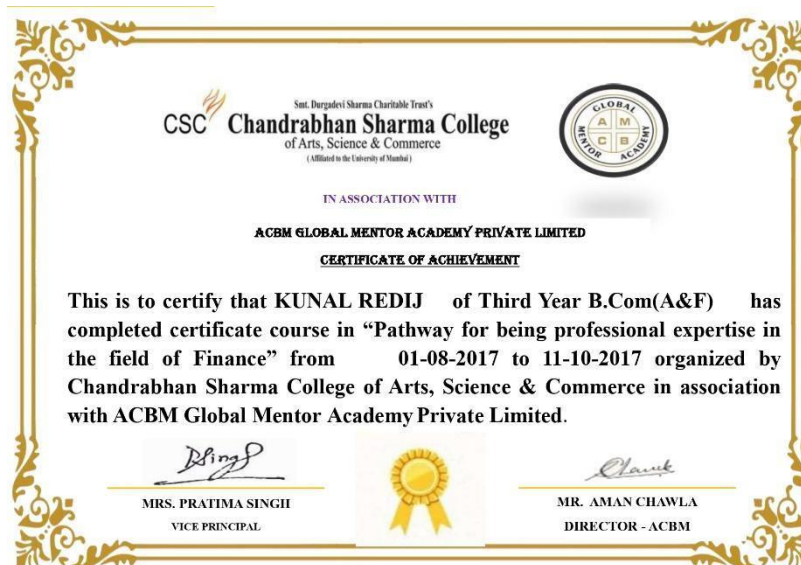 Smt. Durgadevi Sharma Charitable Trust's
CSC Chandrabhan Sharma College
of Arts, Science & Commerce
(Affiliated to the University of Mumbai)
GLOBAL
A M
C B
MENTOR ACADEMY
IN ASSOCIATION WITH
ACBM GLOBAL MENTOR ACADEMY PRIVATE LIMITED
CERTIFICATE OF ACHIEVEMENT
This is to certify that KUNAL REDIJ of Third Year B.Com(A&F) has
completed certificate course in “Pathway for being professional expertise in
the field of Finance” from 01-08-2017 to 11-10-2017 organized by
Chandrabhan Sharma College of Arts, Science & Commerce in association
with ACBM Global Mentor Academy Private Limited.
MRS. PRATIMA SINGH
VICE PRINCIPAL
MR. AMAN CHAWLA
DIRECTOR - ACBM